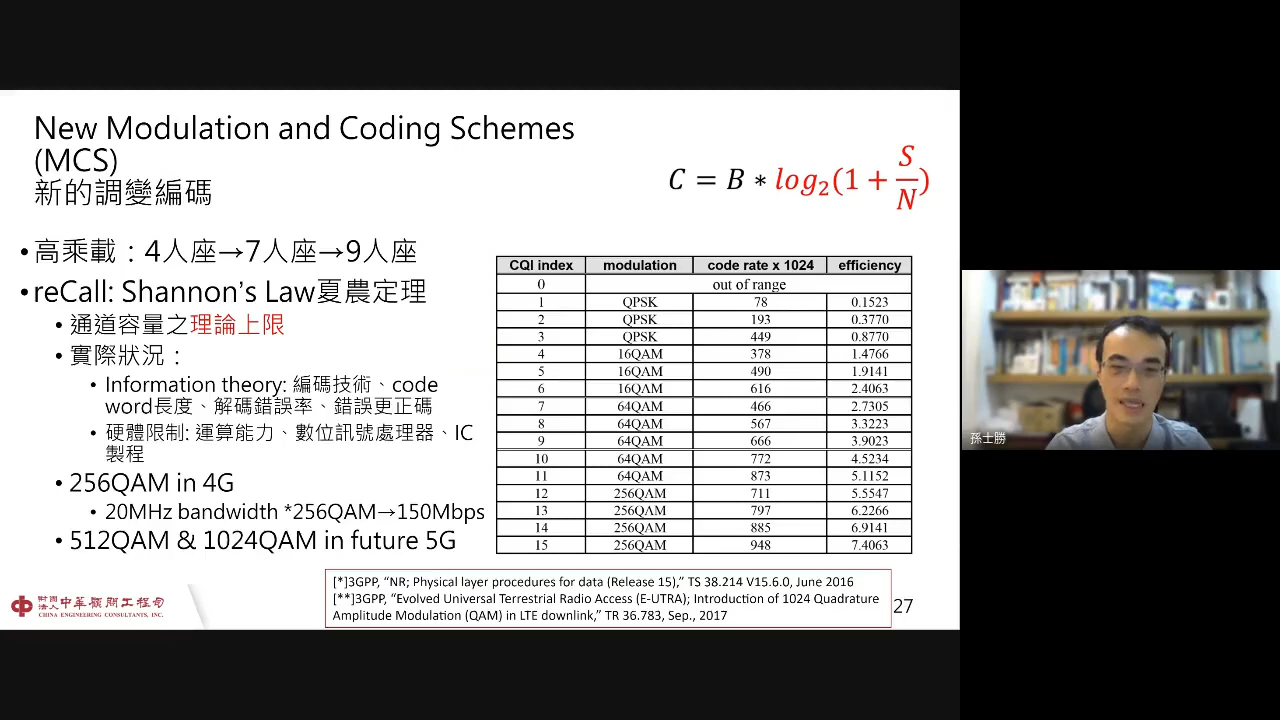 New Modulation and Coding Schemes
(MCS)
新的調變編碼
C = B ∗ log₂(1 + S/N)
•高乘載：4人座→7人座→9人座
•reCall: Shannon's Law夏農定理
• 通道容量之理論上限
• 實際狀況：
• Information theory: 編碼技術、code
word長度、解碼錯誤率、錯誤更正碼
• 硬體限制: 運算能力、數位訊號處理器、IC
製程
• 256QAM in 4G
• 20MHz bandwidth *256QAM→150Mbps
• 512QAM & 1024QAM in future 5G
CQI index modulation code rate x 1024 efficiency
0 out of range
1 QPSK 78 0.1523
2 QPSK 193 0.3770
3 QPSK 449 0.8770
4 16QAM 378 1.4766
5 16QAM 490 1.9141
6 16QAM 616 2.4063
7 64QAM 466 2.7305
8 64QAM 567 3.3223
9 64QAM 666 3.9023
10 64QAM 772 4.5234
11 64QAM 873 5.1152
12 256QAM 711 5.5547
13 256QAM 797 6.2266
14 256QAM 885 6.9141
15 256QAM 948 7.4063
[*]3GPP, "NR; Physical layer procedures for data (Release 15)," TS 38.214 V15.6.0, June 2016
[**]3GPP, "Evolved Universal Terrestrial Radio Access (E-UTRA); Introduction of 1024 Quadrature
Amplitude Modulation (QAM) in LTE downlink," TR 36.783, Sep., 2017
27
財團法人中華顧問工程司
CHINA ENGINEERING CONSULTANTS, INC.
孫士勝